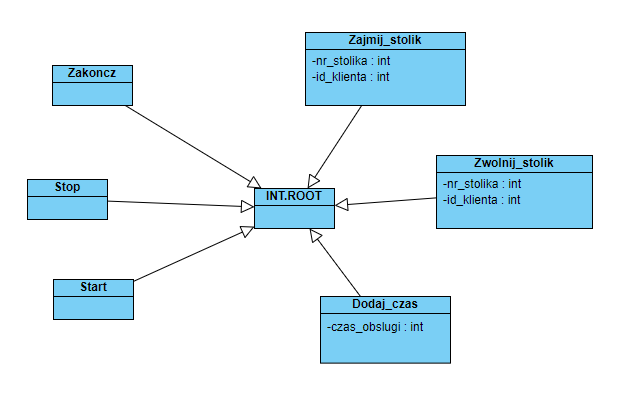 Zajmij_stolik
-nr_stolika : int
-id_klienta : int
Zakoncz
Zwolnij_stolik
-nr_stolika : int
-id_klienta : int
Stop
INT.ROOT
Start
Dodaj_czas
-czas_obslugi : int